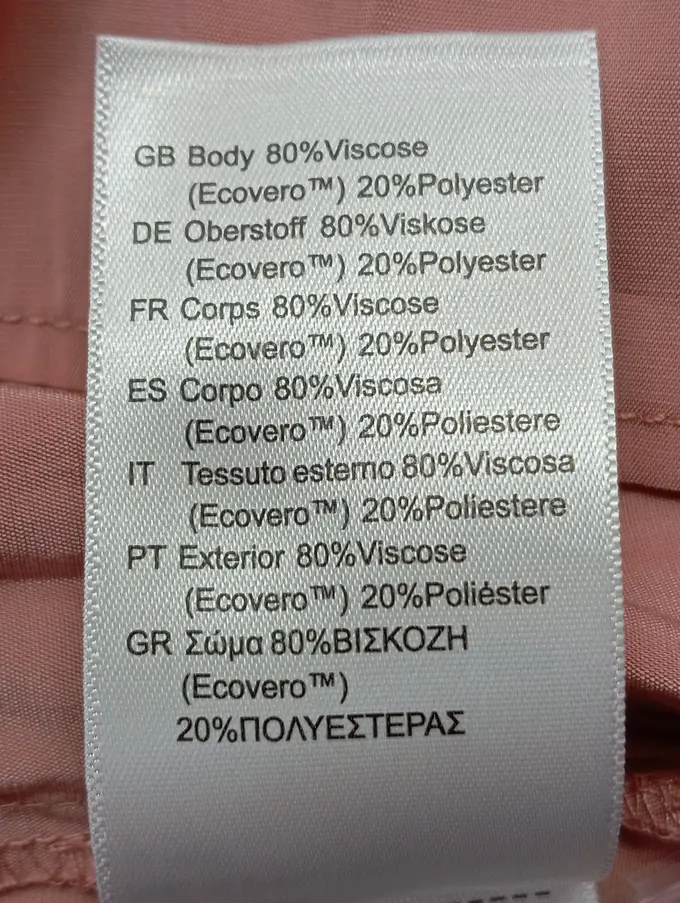 GB Body 80%Viscose
(Ecovero™) 20%Polyester
DE Oberstoff 80%Viskose
(Ecovero™) 20%Polyester
FR Corps 80%Viscose
(Ecovero™) 20%Polyester
ES Corpo 80%Viscosa
(Ecovero™) 20%Poliestere
IT Tessuto esterno 80%Viscosa
(Ecovero™) 20%Poliestere
PT Exterior 80%Viscose
(Ecovero™) 20%Poliéster
GR Σώμα 80%ΒΙΣΚΟΖΗ
(Ecovero™)
20%ΠΟΛΥΕΣΤΕΡΑΣ